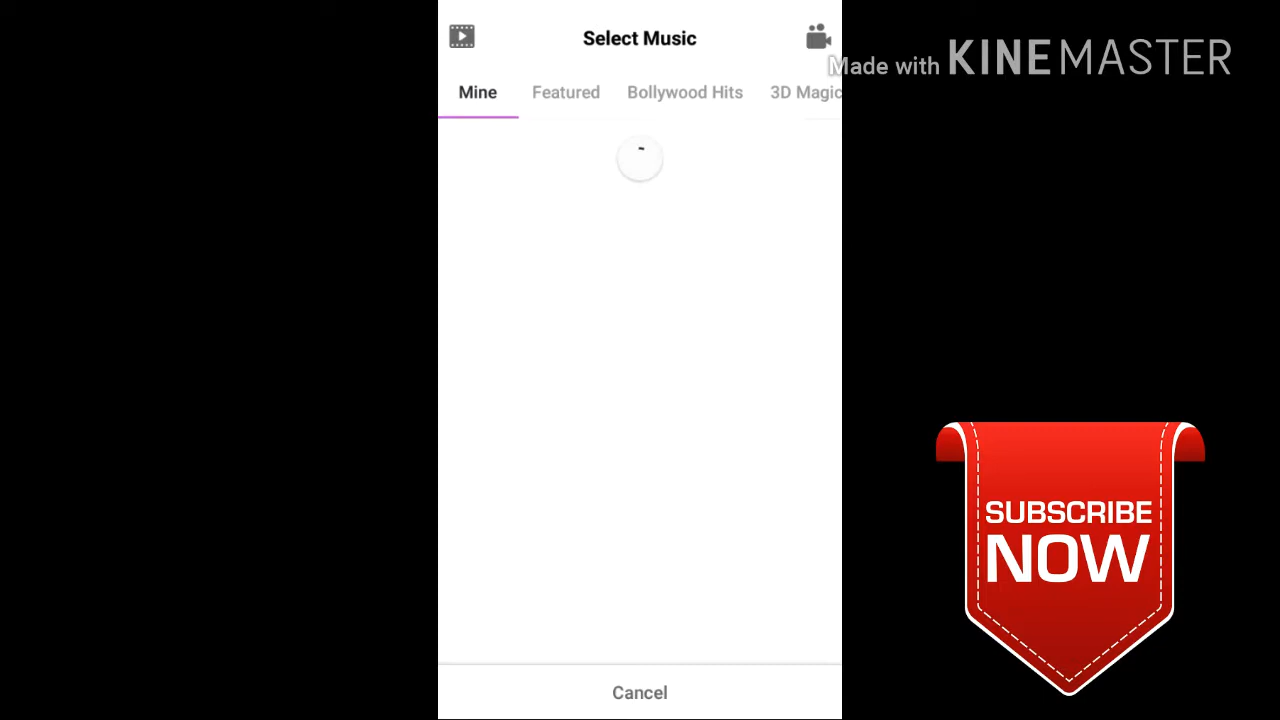 Select Music
Made with KINEMASTER
Mine Featured Bollywood Hits 3D Magic
SUBSCRIBE
NOW
Cancel